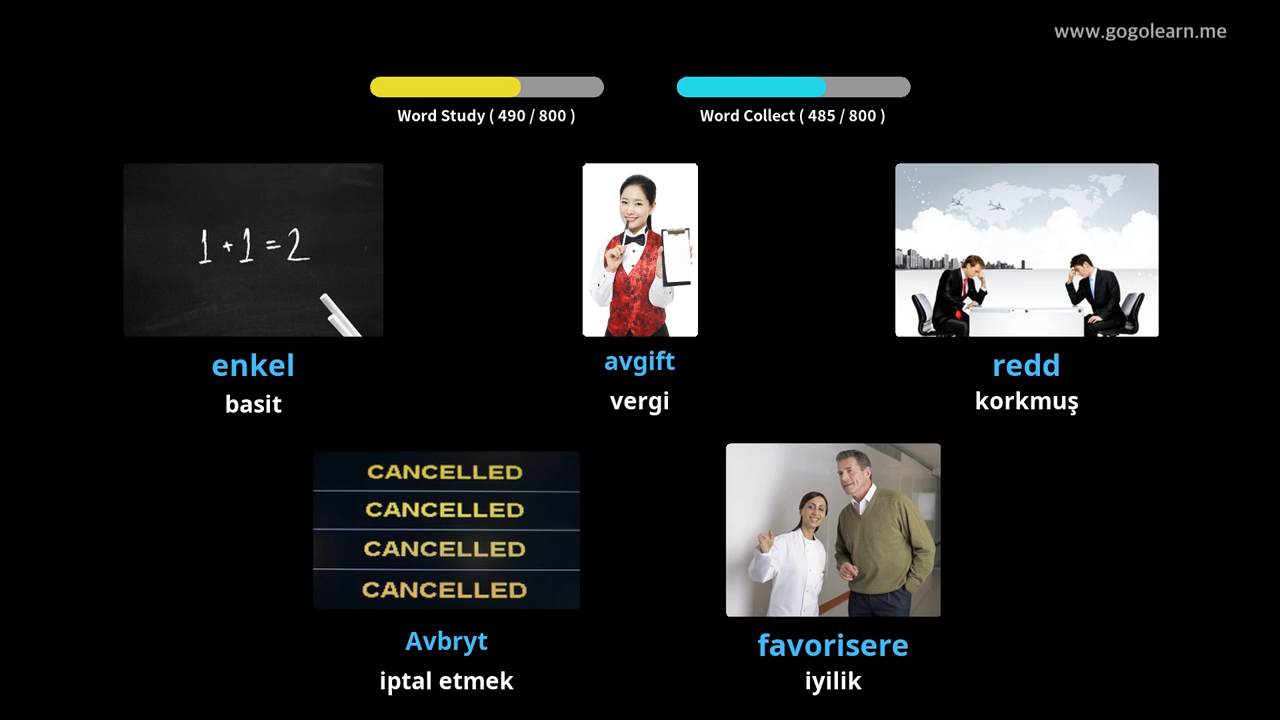 www.gogolearn.me
Word Study ( 490 / 800 )
Word Collect ( 485 / 800 )
1 + 1 = 2
enkel
basit
avgift
vergi
redd
korkmuş
CANCELLED
CANCELLED
CANCELLED
CANCELLED
Avbryt
iptal etmek
favorisere
iyilik